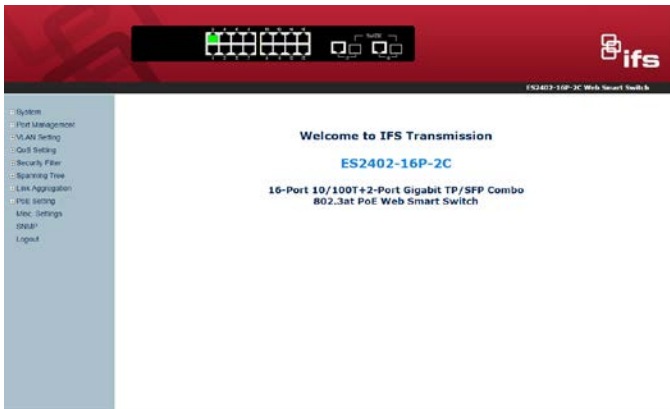 ifs
ES2402-16P-2C Web Smart Switch
System
Port Management
VLAN Setting
QoS Setting
Security Filter
Spanning Tree
Link Aggregation
PoE Setting
Misc. Settings
SNMP
Logout
Welcome to IFS Transmission
ES2402-16P-2C
16-Port 10/100T+2-Port Gigabit TP/SFP Combo
802.3at PoE Web Smart Switch